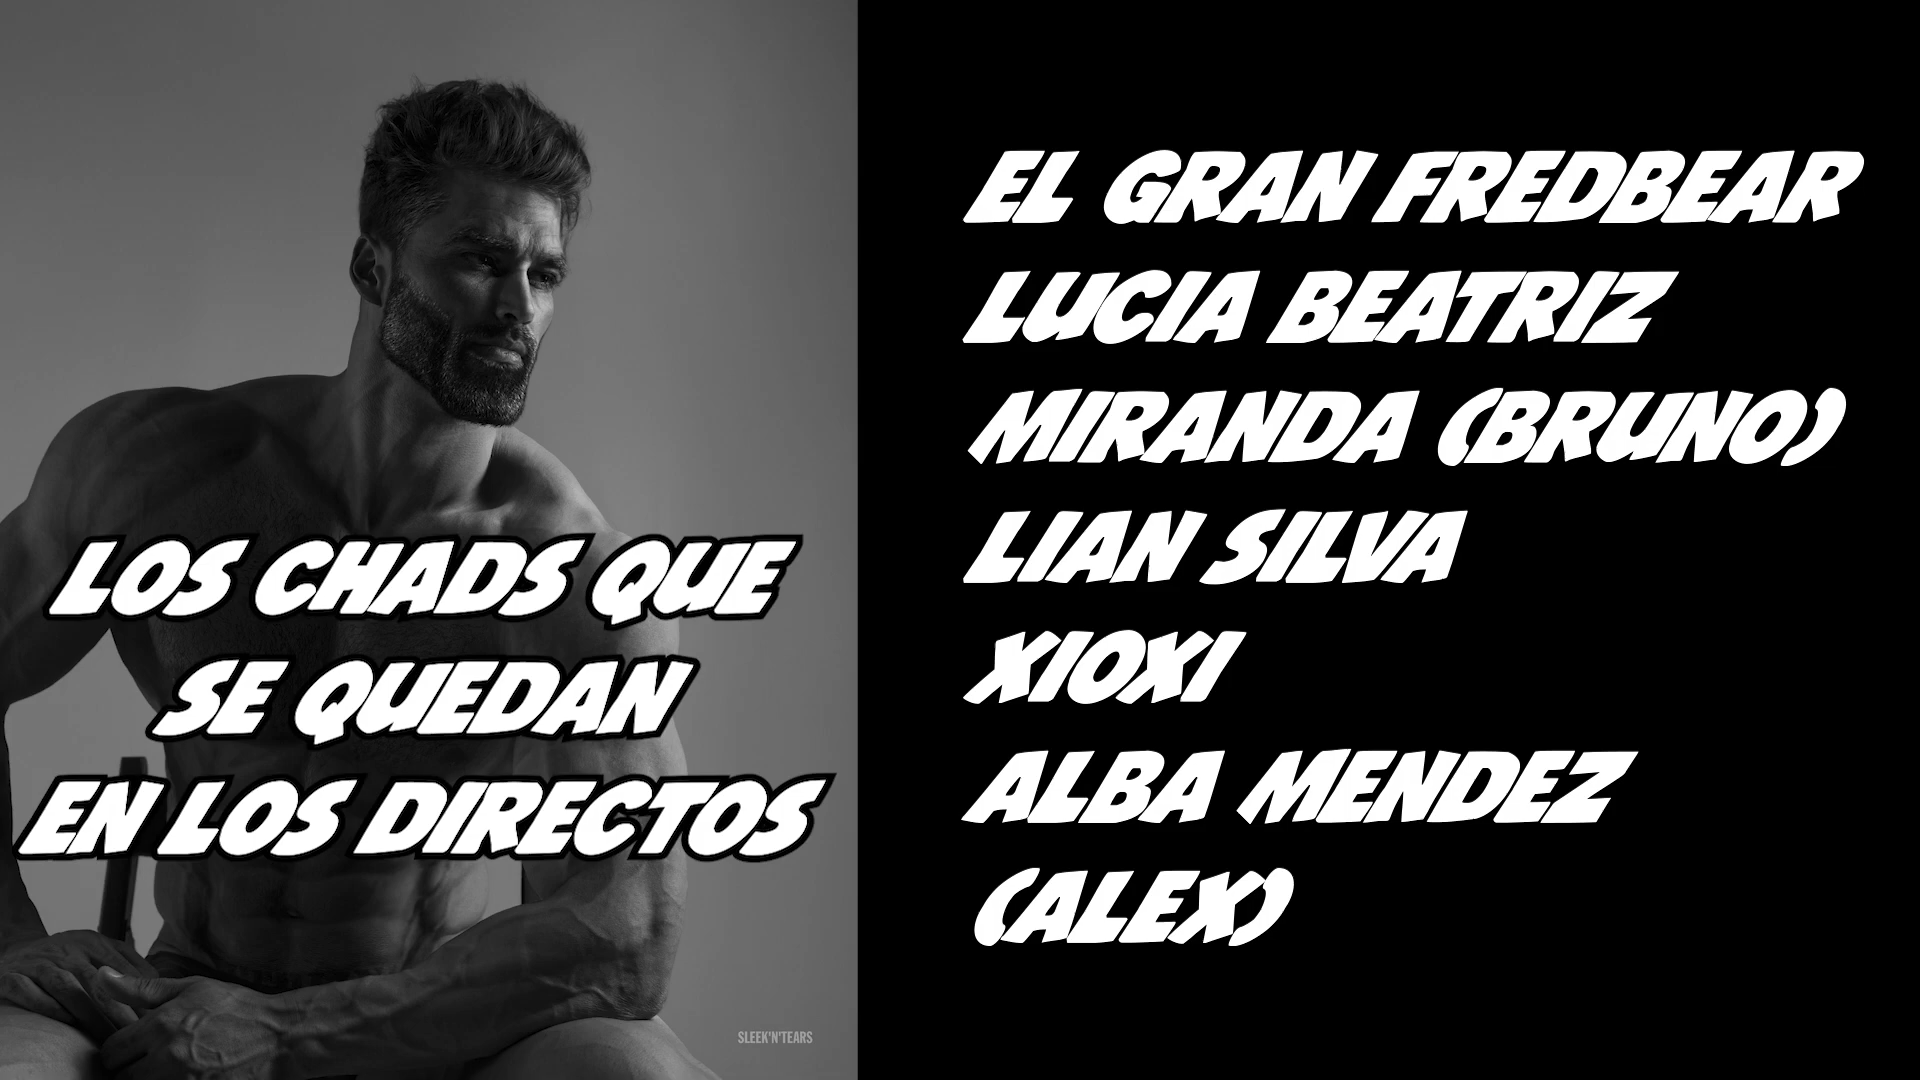 LOS CHADS QUE
SE QUEDAN
EN LOS DIRECTOS
SLEEK'N'TEARS
EL GRAN FREDBEAR
LUCIA BEATRIZ
MIRANDA (BRUNO)
LIAN SILVA
XIOXI
ALBA MENDEZ
(ALEX)